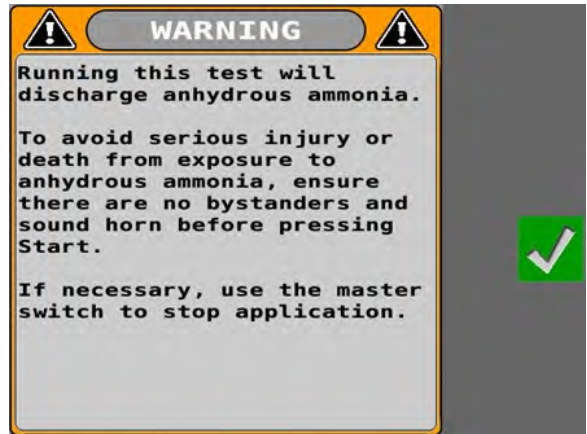 WARNING
Running this test will
discharge anhydrous ammonia.
To avoid serious injury or
death from exposure to
anhydrous ammonia, ensure
there are no bystanders and
sound horn before pressing
Start.
If necessary, use the master
switch to stop application.